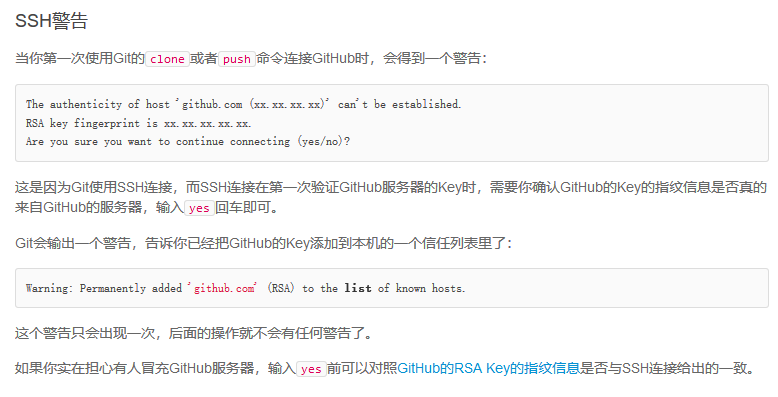 SSH警告
当你第一次使用Git的clone或者push命令连接GitHub时，会得到一个警告：
The authenticity of host 'github.com (xx.xx.xx.xx)' can't be established.
RSA key fingerprint is xx.xx.xx.xx.xx.
Are you sure you want to continue connecting (yes/no)?
这是因为Git使用SSH连接，而SSH连接在第一次验证GitHub服务器的Key时，需要你确认GitHub的Key的指纹信息是否真的
来自GitHub的服务器，输入yes回车即可。
Git会输出一个警告，告诉你已经把GitHub的Key添加到本机的一个信任列表里了：
Warning: Permanently added 'github.com' (RSA) to the list of known hosts.
这个警告只会出现一次，后面的操作就不会有任何警告了。
如果你实在担心有人冒充GitHub服务器，输入yes前可以对照GitHub的RSA Key的指纹信息是否与SSH连接给出的一致。